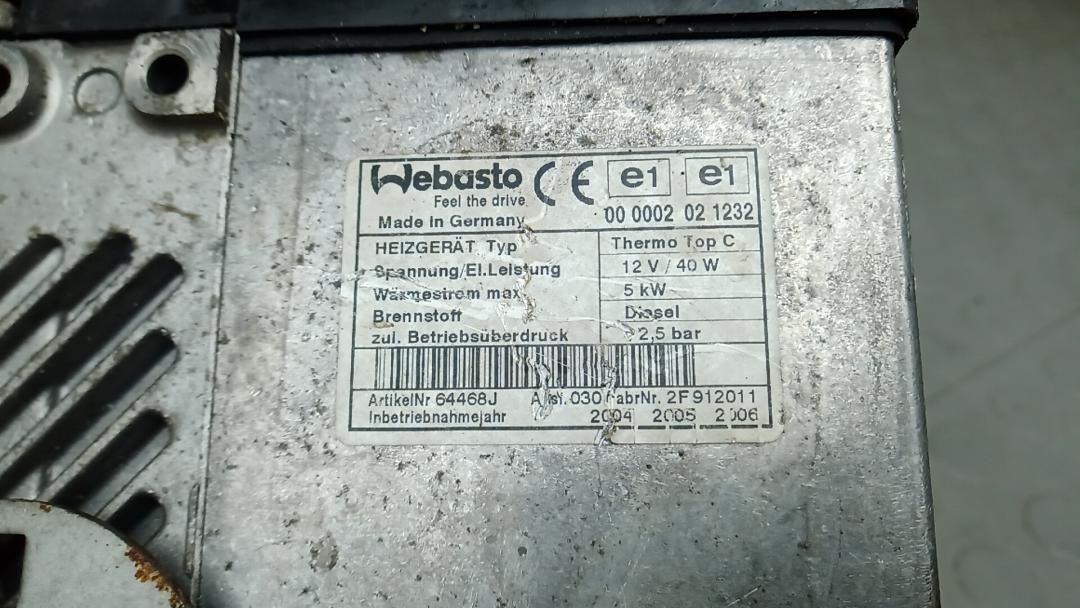 Webasto CE e1 e1
Feel the drive
Made In Germany 00 0002 02 1232
HEIZGERÄT Typ Thermo Top C
Spannung/El.Leistung 12 V / 40 W
Wärmestrom max 5 kW
Brennstoff Diesel
zul. Betriebsüberdruck 2,5 bar
ArtikelNr 64468J 030 FabrNr. 2F912011
Inbetriebnahmejahr 2004 2005 2006